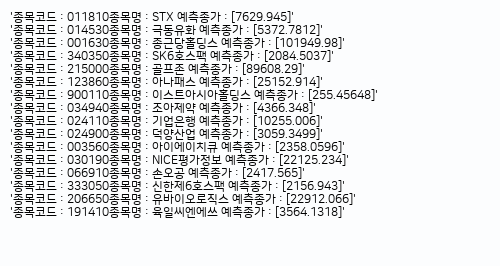 '종목코드 : 011810종목명 : STX 예측종가 : [7629.945]'
'종목코드 : 014530종목명 : 극동유화 예측종가 : [5372.7812]'
'종목코드 : 001630종목명 : 종근당홀딩스 예측종가 : [101949.98]'
'종목코드 : 340350종목명 : SK6호스팩 예측종가 : [2084.5037]'
'종목코드 : 215000종목명 : 골프존 예측종가 : [89608.29]'
'종목코드 : 123860종목명 : 아나패스 예측종가 : [25152.914]'
'종목코드 : 900110종목명 : 이스트아시아홀딩스 예측종가 : [255.45648]'
'종목코드 : 034940종목명 : 조아제약 예측종가 : [4366.348]'
'종목코드 : 024110종목명 : 기업은행 예측종가 : [10255.006]'
'종목코드 : 024900종목명 : 덕양산업 예측종가 : [3059.3499]'
'종목코드 : 003560종목명 : 아이에이치큐 예측종가 : [2358.0596]'
'종목코드 : 030190종목명 : NICE평가정보 예측종가 : [22125.234]'
'종목코드 : 066910종목명 : 손오공 예측종가 : [2417.565]'
'종목코드 : 333050종목명 : 신한제6호스팩 예측종가 : [2156.943]'
'종목코드 : 206650종목명 : 유바이오로직스 예측종가 : [22912.066]'
'종목코드 : 191410종목명 : 육일씨엔에쓰 예측종가 : [3564.1318]'